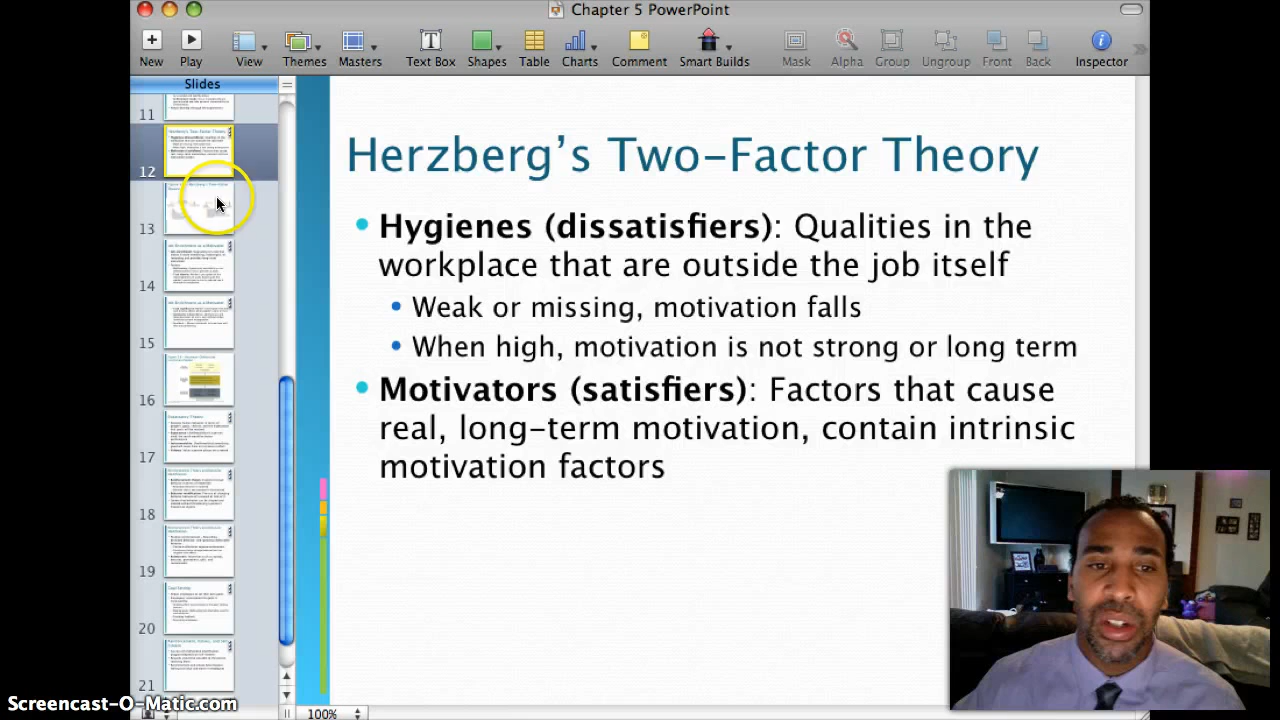 Chapter 5 PowerPoint
New Play View Themes Masters Text Box Shapes Table Charts Comment Smart Builds Mask Alpha Group Ungroup Front Back Inspector
Slides
11
12
13
14
15
16
17
18
19
20
21
Herzberg's Two-Factor Theory
• Hygienes (dissatisfiers): Qualities in the
workplace that are outside the job itself
• Weak or missing, motivation falls
• When high, motivation is not strong or long term
• Motivators (satisfiers): Factors that cause
real, long-term motivation, contain intrinsic
motivation factors
Screencast-O-Matic.com
100%